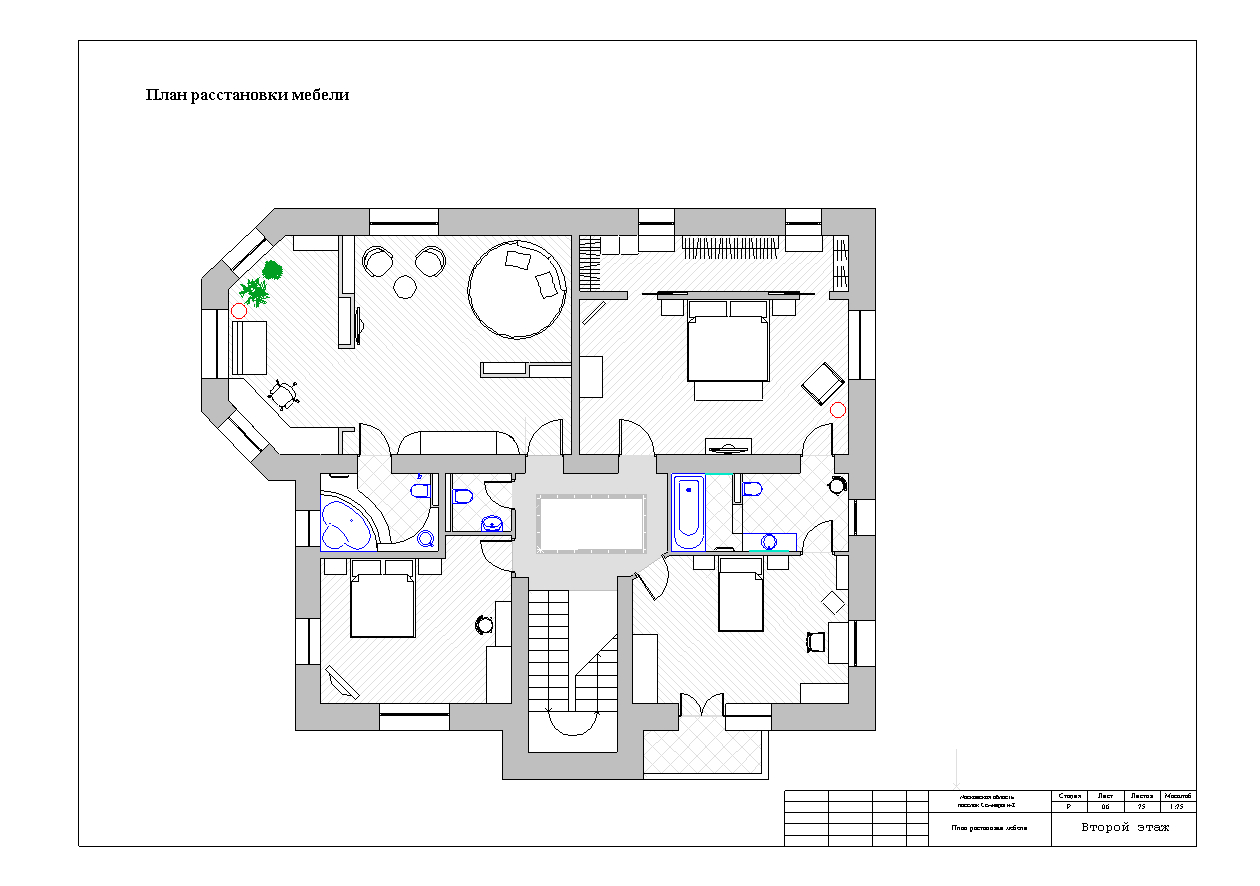 План расстановки мебели
Московская область
поселок
Стадия Лист Листов Масштаб
Р 06 75 1:75
План расстановки мебели
Второй этаж